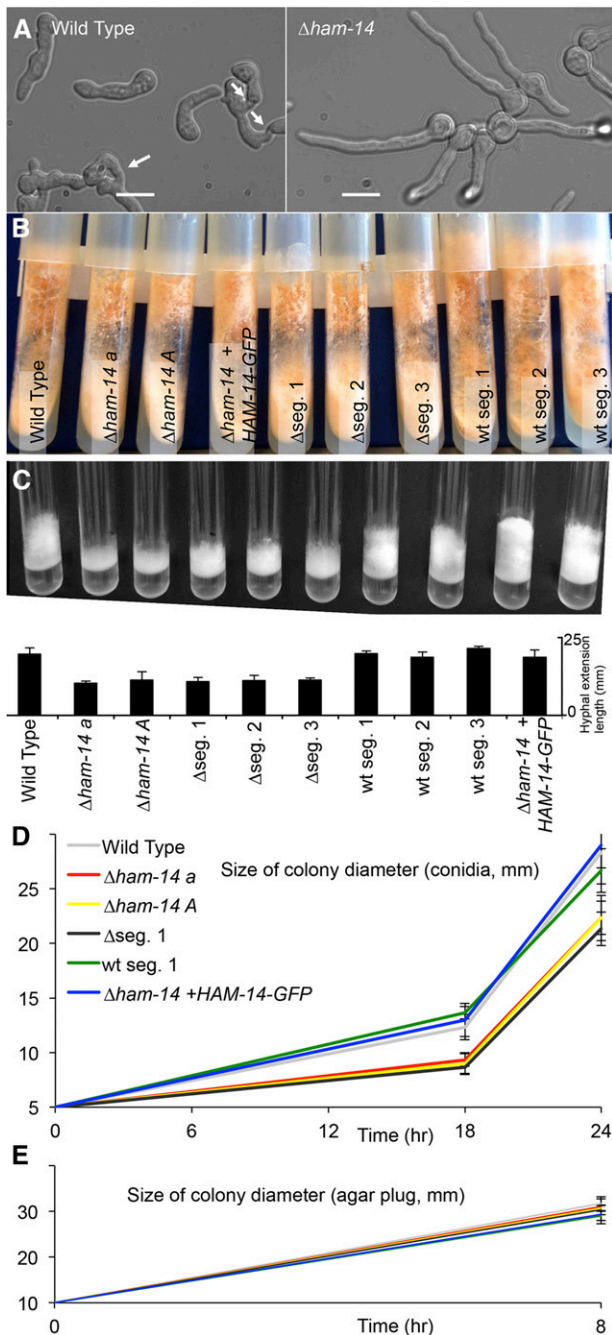 A Wild Type
Δham-14
B
Wild Type
Δham-14 a
Δham-14 A
Δham-14 +
HAM-14-GFP
Δseg. 1
Δseg. 2
Δseg. 3
wt seg. 1
wt seg. 2
wt seg. 3
C
25
0
Hyphal extension
length (mm)
Wild Type
Δham-14 a
Δham-14 A
Δseg. 1
Δseg. 2
Δseg. 3
wt seg. 1
wt seg. 2
wt seg. 3
Δham-14 +
HAM-14-GFP
D
Size of colony diameter (conidia, mm)
Wild Type
Δham-14 a
Δham-14 A
Δseg. 1
wt seg. 1
Δham-14 +HAM-14-GFP
25
20
15
10
5
0
6
12
18
24
Time (hr)
E
Size of colony diameter (agar plug, mm)
30
20
10
0
8
Time (hr)